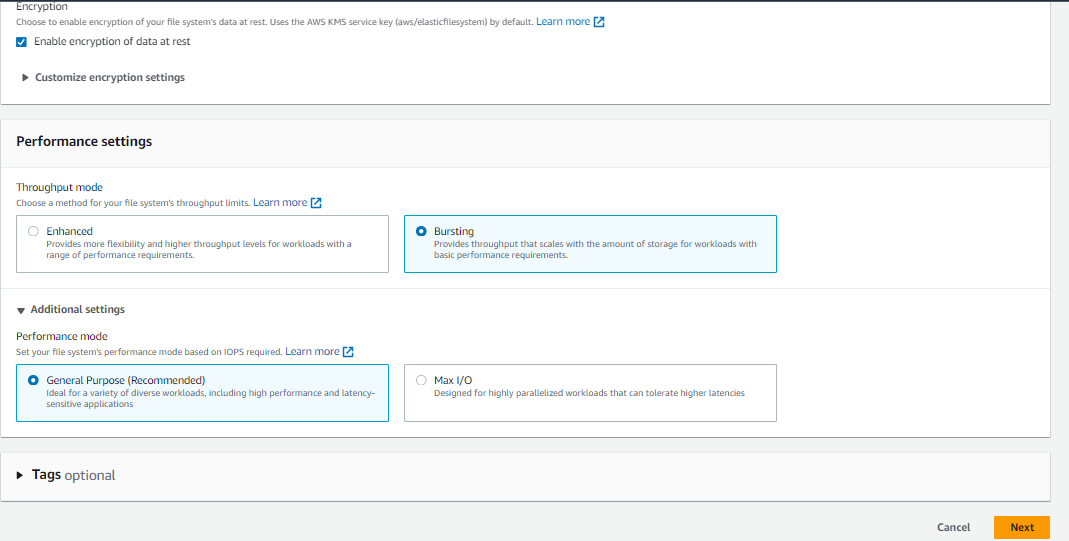 Encryption
Choose to enable encryption of your file system's data at rest. Uses the AWS KMS service key (aws/elasticfilesystem) by default. Learn more
Enable encryption of data at rest
Customize encryption settings
Performance settings
Throughput mode
Choose a method for your file system's throughput limits. Learn more
Enhanced
Provides more flexibility and higher throughput levels for workloads with a
range of performance requirements.
Bursting
Provides throughput that scales with the amount of storage for workloads with
basic performance requirements.
Additional settings
Performance mode
Set your file system's performance mode based on IOPS required. Learn more
General Purpose (Recommended)
Ideal for a variety of diverse workloads, including high performance and latency-
sensitive applications
Max I/O
Designed for highly parallelized workloads that can tolerate higher latencies
Tags optional
Cancel
Next